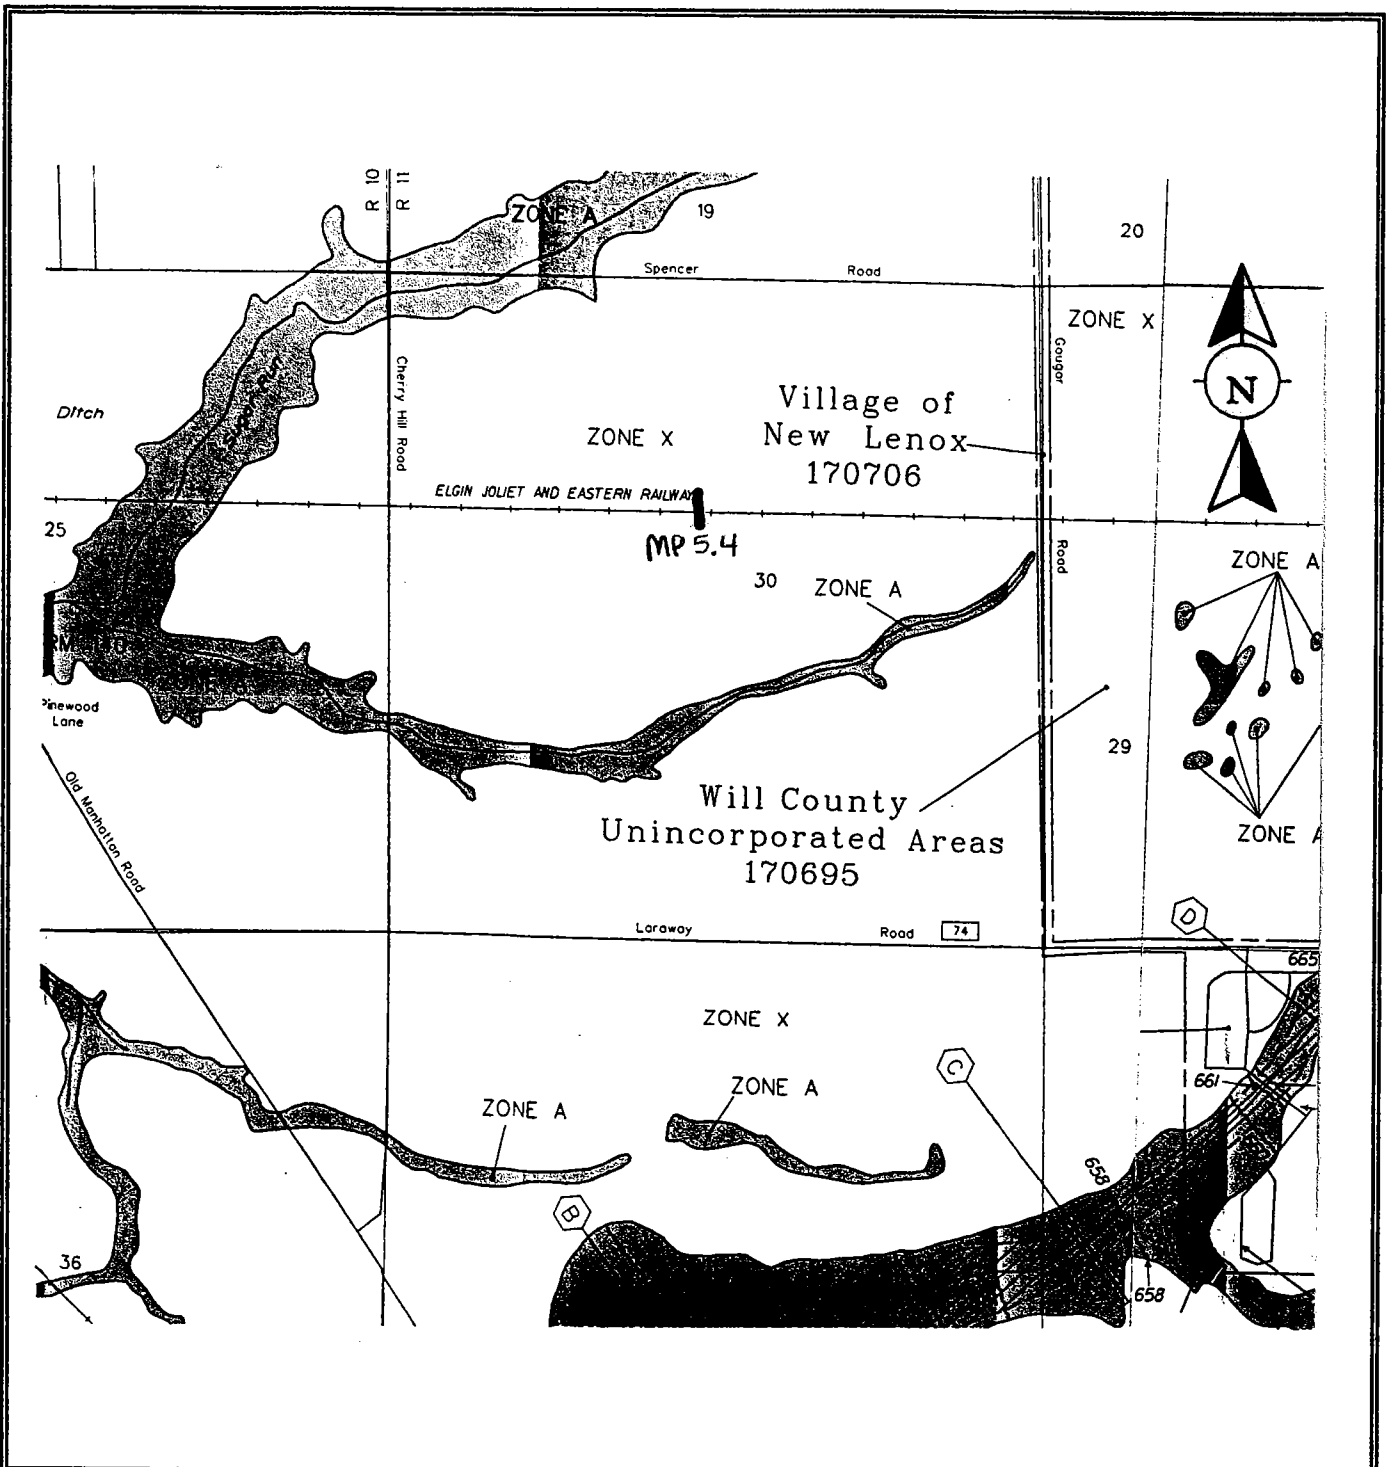 R 10
R 11
ZONE A
19
20
Spencer Road
ZONE X
Gougar
Cherry Hill Road
Sugar Run
Ditch
Village of
New Lenox
170706
ZONE X
N
ELGIN JOLIET AND EASTERN RAILWAY
25
MP 5.4
Road
ZONE A
30
ZONE A
Pinewood
Lane
29
Old Manhattan Road
Will County
Unincorporated Areas
170695
ZONE A
Laraway Road 74
D
665
ZONE X
C
661
ZONE A
ZONE A
658
B
36
658